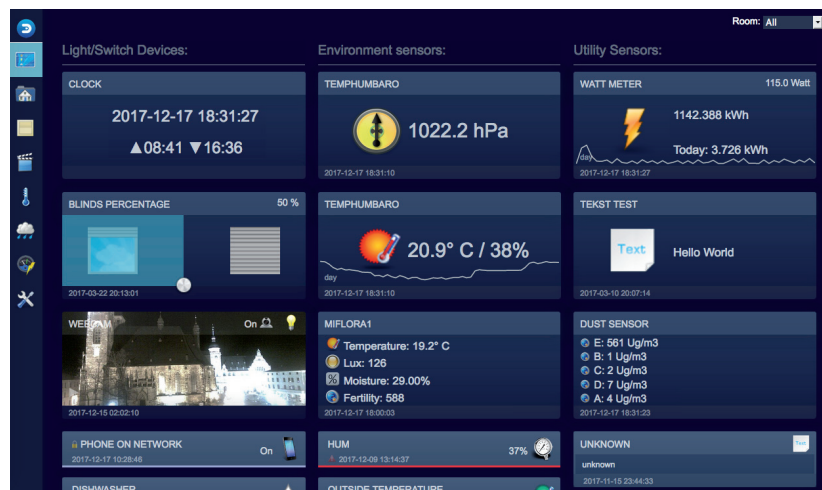 Room: All
Light/Switch Devices:
CLOCK
2017-12-17 18:31:27
▲08:41 ▼16:36
BLINDS PERCENTAGE 50 %
2017-03-22 20:13:01
WEBCAM On
2017-12-15 02:02:10
PHONE ON NETWORK
On
2017-12-17 10:28:46
DISHWASHER
Environment sensors:
TEMPHUMBARO
1022.2 hPa
2017-12-17 18:31:10
TEMPHUMBARO
20.9° C / 38%
day
2017-12-17 18:31:10
MIFLORA1
Temperature: 19.2° C
Lux: 126
% Moisture: 29.00%
Fertility: 588
2017-12-17 18:00:03
HUM
37%
2017-12-09 13:14:37
OUTSIDE TEMPERATURE
Utility Sensors:
WATT METER 115.0 Watt
1142.388 kWh
Today: 3.726 kWh
day
2017-12-17 18:31:27
TEKST TEST
Text Hello World
2017-03-10 20:07:14
DUST SENSOR
E: 561 Ug/m3
B: 1 Ug/m3
C: 2 Ug/m3
D: 7 Ug/m3
A: 4 Ug/m3
2017-12-17 18:31:23
UNKNOWN Text
unknown
2017-11-15 23:44:33